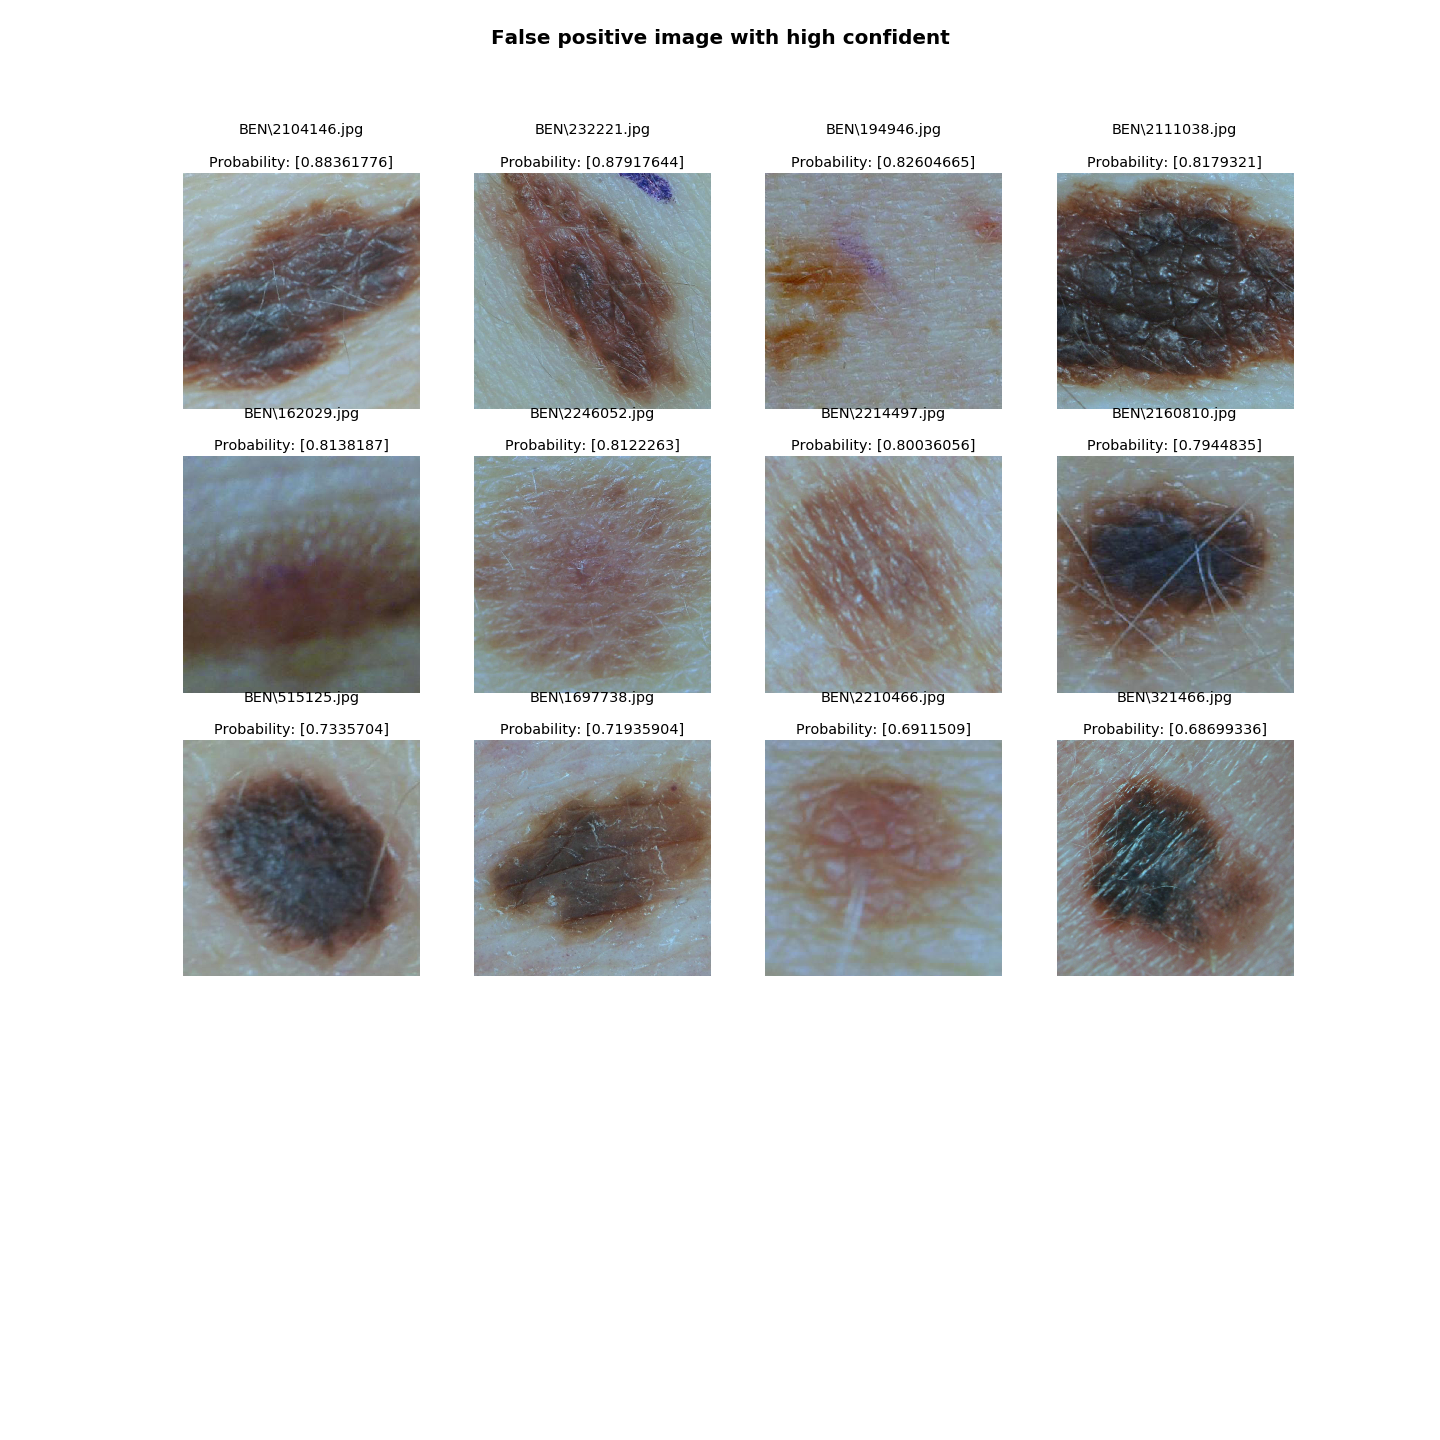 False positive image with high confident
BEN\2104146.jpg
Probability: [0.88361776]
BEN\232221.jpg
Probability: [0.87917644]
BEN\194946.jpg
Probability: [0.82604665]
BEN\2111038.jpg
Probability: [0.8179321]
BEN\162029.jpg
Probability: [0.8138187]
BEN\2246052.jpg
Probability: [0.8122263]
BEN\2214497.jpg
Probability: [0.80036056]
BEN\2160810.jpg
Probability: [0.7944835]
BEN\515125.jpg
Probability: [0.7335704]
BEN\1697738.jpg
Probability: [0.71935904]
BEN\2210466.jpg
Probability: [0.6911509]
BEN\321466.jpg
Probability: [0.68699336]